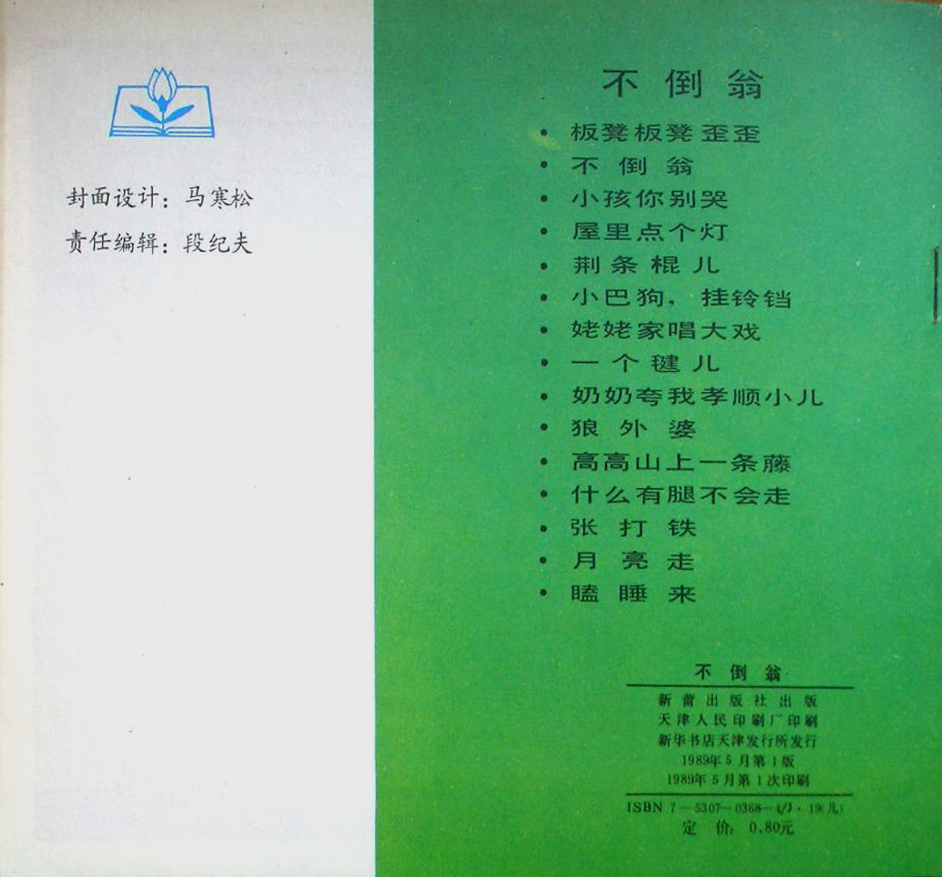 封面设计：马寒松
责任编辑：段纪夫
不倒翁
· 板凳板凳歪歪
· 不倒翁
· 小孩你别哭
· 屋里点个灯
· 荆条棍儿
· 小巴狗，挂铃铛
· 姥姥家唱大戏
· 一个毽儿
· 奶奶夸我孝顺小儿
· 狼外婆
· 高高山上一条藤
· 什么有腿不会走
· 张打铁
· 月亮走
· 瞌睡来
不倒翁
新蕾出版社出版
天津人民印刷厂印刷
新华书店天津发行所发行
1989年5月第1版
1989年5月第1次印刷
ISBN 7—5307—0368—4/J·19(儿)
定价：0.80元